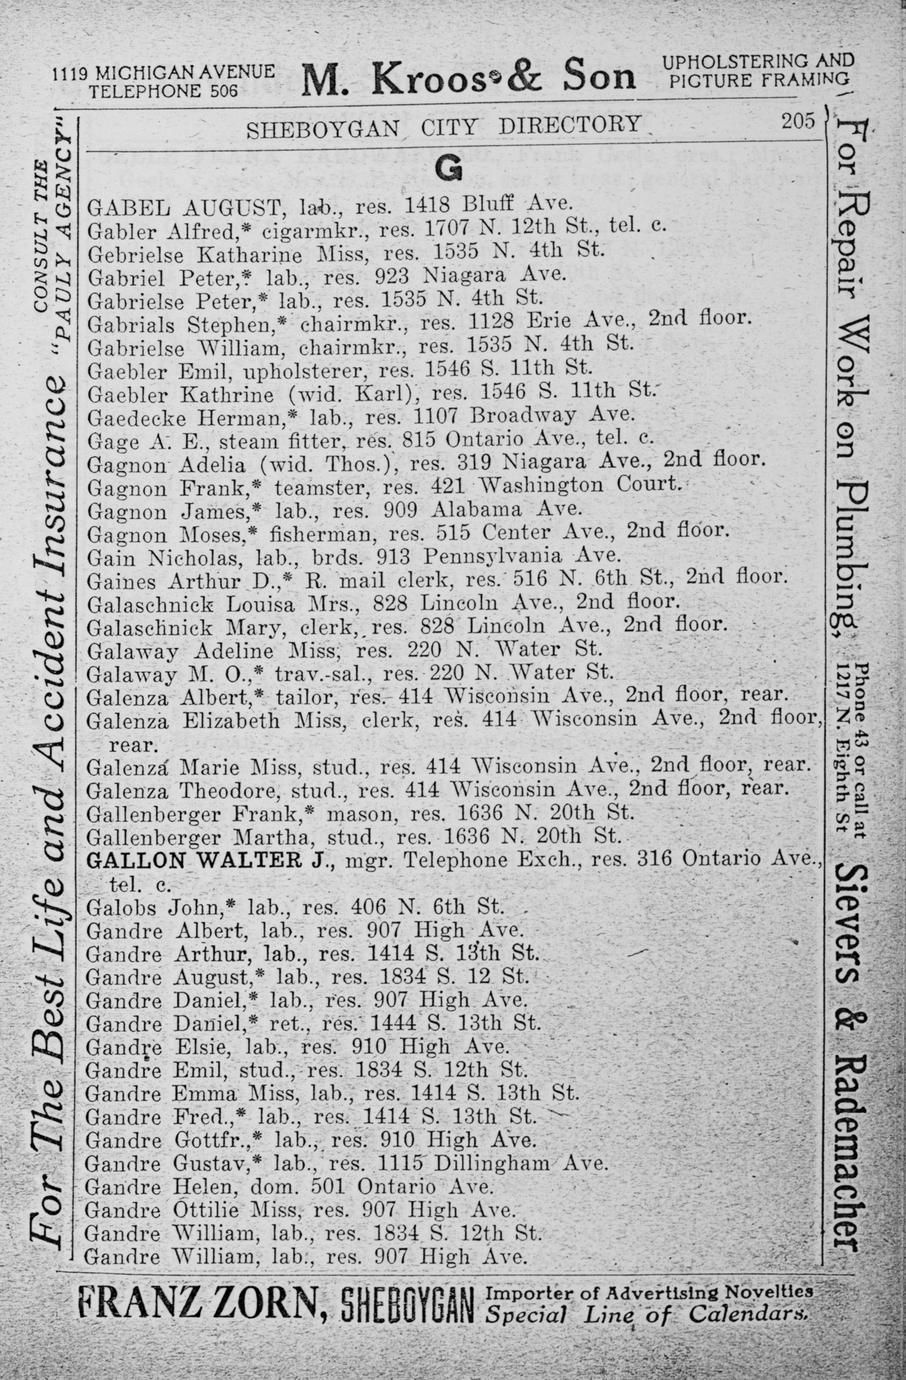 1119 MICHIGAN AVENUE
TELEPHONE 506
M. Kroos & Son
UPHOLSTERING AND
PICTURE FRAMING
SHEBOYGAN CITY DIRECTORY 205
G
GABEL AUGUST, lab., res. 1418 Bluff Ave.
Gabler Alfred,* cigarmkr., res. 1707 N. 12th St., tel. c.
Gebrielse Katharine Miss, res. 1535 N. 4th St.
Gabriel Peter,* lab., res. 923 Niagara Ave.
Gabrielse Peter,* lab., res. 1535 N. 4th St.
Gabrials Stephen,* chairmkr., res. 1128 Erie Ave., 2nd floor.
Gabrielse William, chairmkr., res. 1535 N. 4th St.
Gaebler Emil, upholsterer, res. 1546 S. 11th St.
Gaebler Kathrine (wid. Karl), res. 1546 S. 11th St.
Gaedecke Herman,* lab., res. 1107 Broadway Ave.
Gage A. E., steam fitter, res. 815 Ontario Ave., tel. c.
Gagnon Adelia (wid. Thos.), res. 319 Niagara Ave., 2nd floor.
Gagnon Frank,* teamster, res. 421 Washington Court.
Gagnon James,* lab., res. 909 Alabama Ave.
Gagnon Moses,* fisherman, res. 515 Center Ave., 2nd floor.
Gain Nicholas, lab., brds. 913 Pennsylvania Ave.
Gaines Arthur D.,* R. mail clerk, res. 516 N. 6th St., 2nd floor.
Galaschnick Louisa Mrs., 828 Lincoln Ave., 2nd floor.
Galaschnick Mary, clerk, res. 828 Lincoln Ave., 2nd floor.
Galaway Adeline Miss, res. 220 N. Water St.
Galaway M. O.,* trav.-sal., res. 220 N. Water St.
Galenza Albert,* tailor, res. 414 Wisconsin Ave., 2nd floor, rear.
Galenza Elizabeth Miss, clerk, res. 414 Wisconsin Ave., 2nd floor,
rear.
Galenza Marie Miss, stud., res. 414 Wisconsin Ave., 2nd floor, rear.
Galenza Theodore, stud., res. 414 Wisconsin Ave., 2nd floor, rear.
Gallenberger Frank,* mason, res. 1636 N. 20th St.
Gallenberger Martha, stud., res. 1636 N. 20th St.
GALLON WALTER J., mgr. Telephone Exch., res. 316 Ontario Ave.,
tel. c.
Galobs John,* lab., res. 406 N. 6th St.
Gandre Albert, lab., res. 907 High Ave.
Gandre Arthur, lab., res. 1414 S. 13th St.
Gandre August,* lab., res. 1834 S. 12 St.
Gandre Daniel,* lab., res. 907 High Ave.
Gandre Daniel,* ret., res. 1444 S. 13th St.
Gandre Elsie, lab., res. 910 High Ave.
Gandre Emil, stud., res. 1834 S. 12th St.
Gandre Emma Miss, lab., res. 1414 S. 13th St.
Gandre Fred.,* lab., res. 1414 S. 13th St.
Gandre Gottfr.,* lab., res. 910 High Ave.
Gandre Gustav,* lab., res. 1115 Dillingham Ave.
Gandre Helen, dom. 501 Ontario Ave.
Gandre Ottilie Miss, res. 907 High Ave.
Gandre William, lab., res. 1834 S. 12th St.
Gandre William, lab., res. 907 High Ave.
For The Best Life and Accident Insurance
CONSULT THE
"PAULY AGENCY"
For Repair Work on Plumbing,
Phone 43 or call at
1217 N. Eighth St
Sievers & Rademacher
FRANZ ZORN, SHEBOYGAN
Importer of Advertising Novelties
Special Line of Calendars.